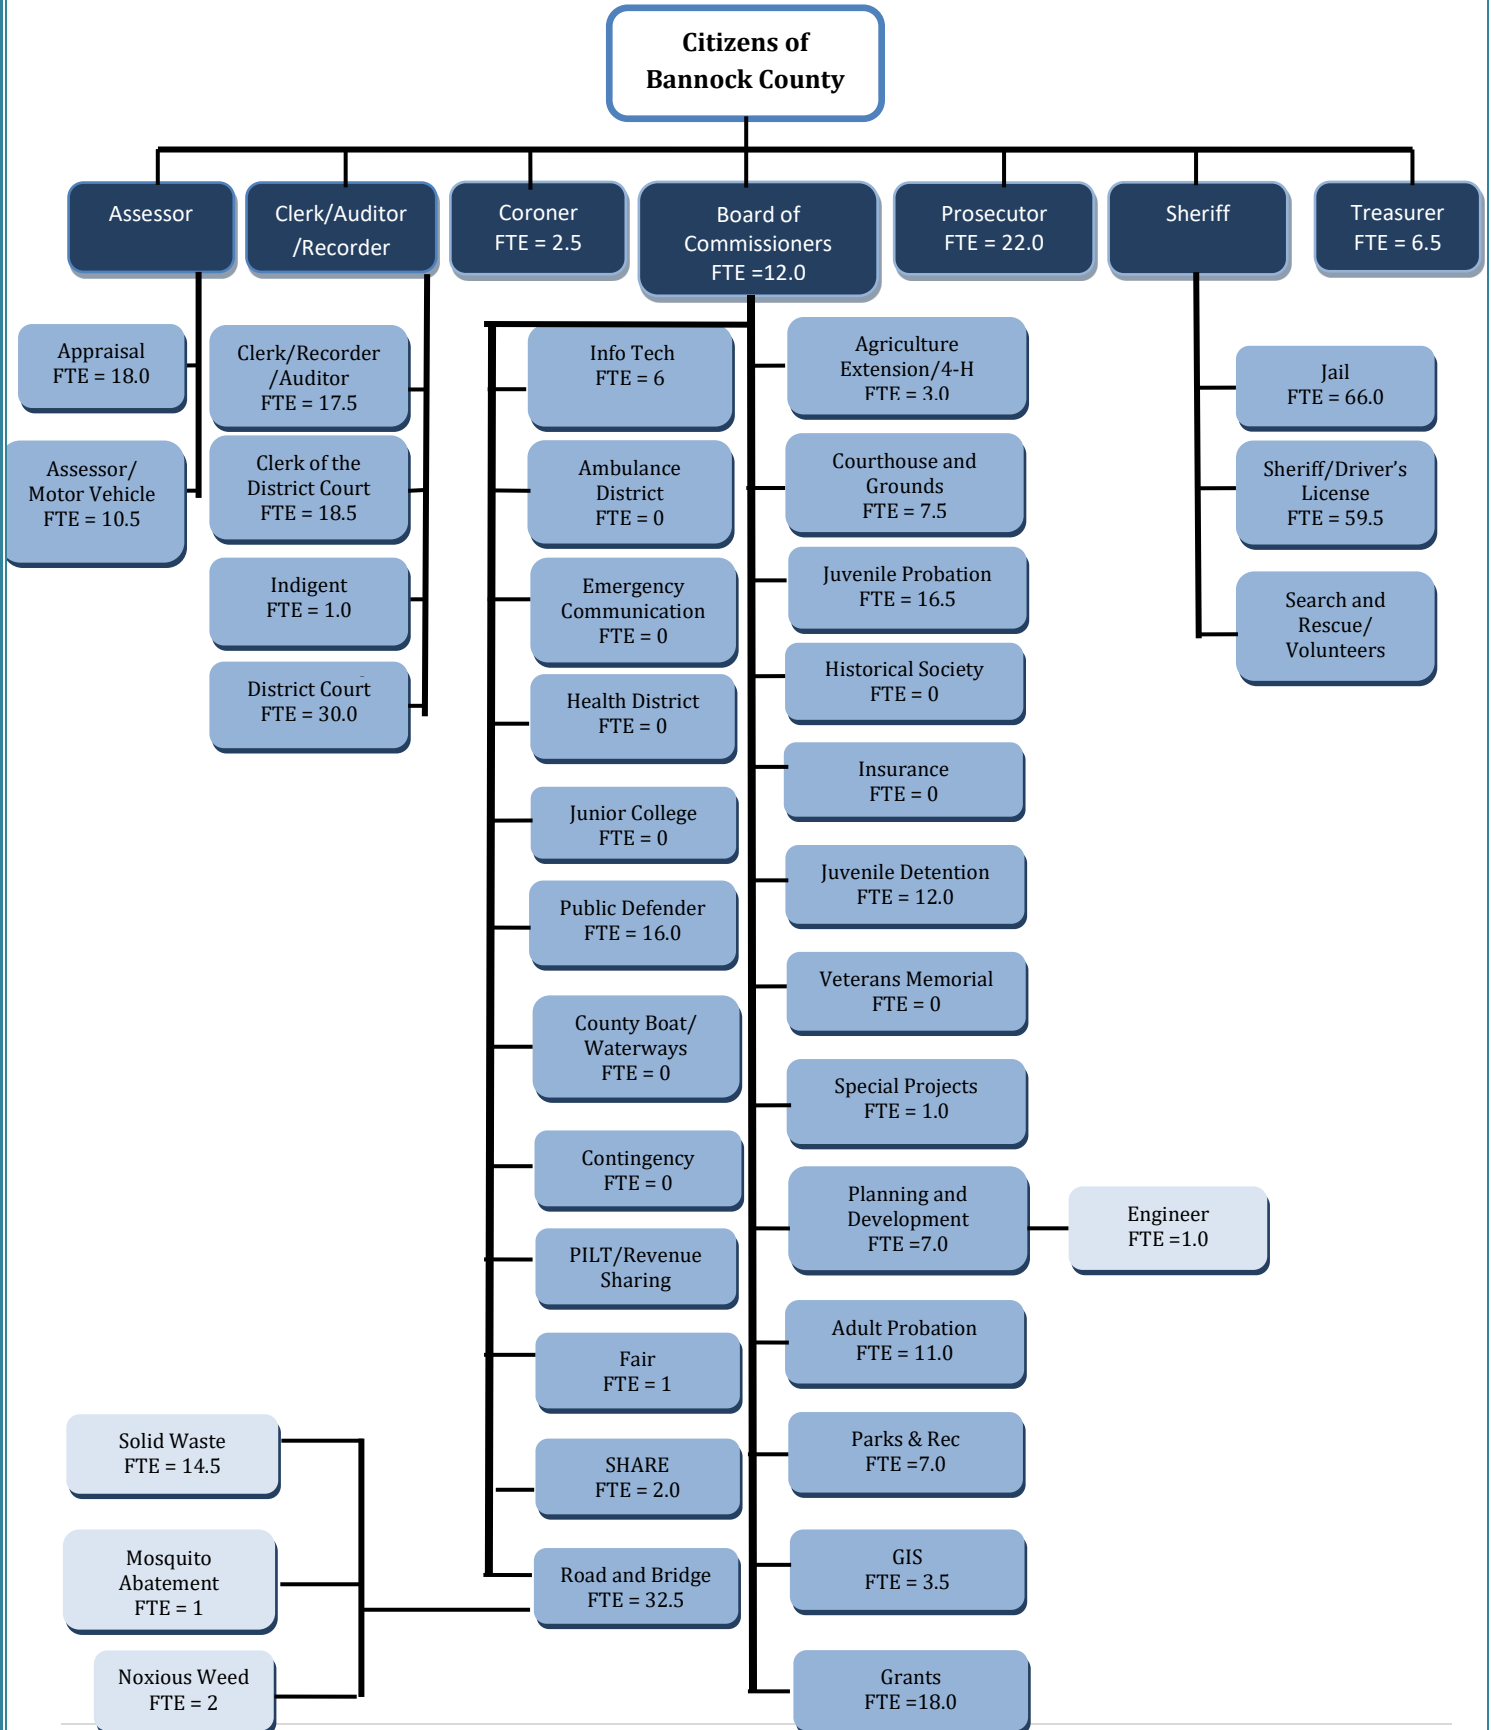 Citizens of
Bannock County
Assessor
Clerk/Auditor
/Recorder
Coroner
FTE = 2.5
Board of
Commissioners
FTE =12.0
Prosecutor
FTE = 22.0
Sheriff
Treasurer
FTE = 6.5
Appraisal
FTE = 18.0
Assessor/
Motor Vehicle
FTE = 10.5
Clerk/Recorder
/Auditor
FTE = 17.5
Clerk of the
District Court
FTE = 18.5
Indigent
FTE = 1.0
District Court
FTE = 30.0
Info Tech
FTE = 6
Ambulance
District
FTE = 0
Emergency
Communication
FTE = 0
Health District
FTE = 0
Junior College
FTE = 0
Public Defender
FTE = 16.0
County Boat/
Waterways
FTE = 0
Contingency
FTE = 0
PILT/Revenue
Sharing
Fair
FTE = 1
SHARE
FTE = 2.0
Road and Bridge
FTE = 32.5
Solid Waste
FTE = 14.5
Mosquito
Abatement
FTE = 1
Noxious Weed
FTE = 2
Agriculture
Extension/4-H
FTE = 3.0
Courthouse and
Grounds
FTE = 7.5
Juvenile Probation
FTE = 16.5
Historical Society
FTE = 0
Insurance
FTE = 0
Juvenile Detention
FTE = 12.0
Veterans Memorial
FTE = 0
Special Projects
FTE = 1.0
Planning and
Development
FTE =7.0
Engineer
FTE =1.0
Adult Probation
FTE = 11.0
Parks & Rec
FTE =7.0
GIS
FTE = 3.5
Grants
FTE =18.0
Jail
FTE = 66.0
Sheriff/Driver’s
License
FTE = 59.5
Search and
Rescue/
Volunteers